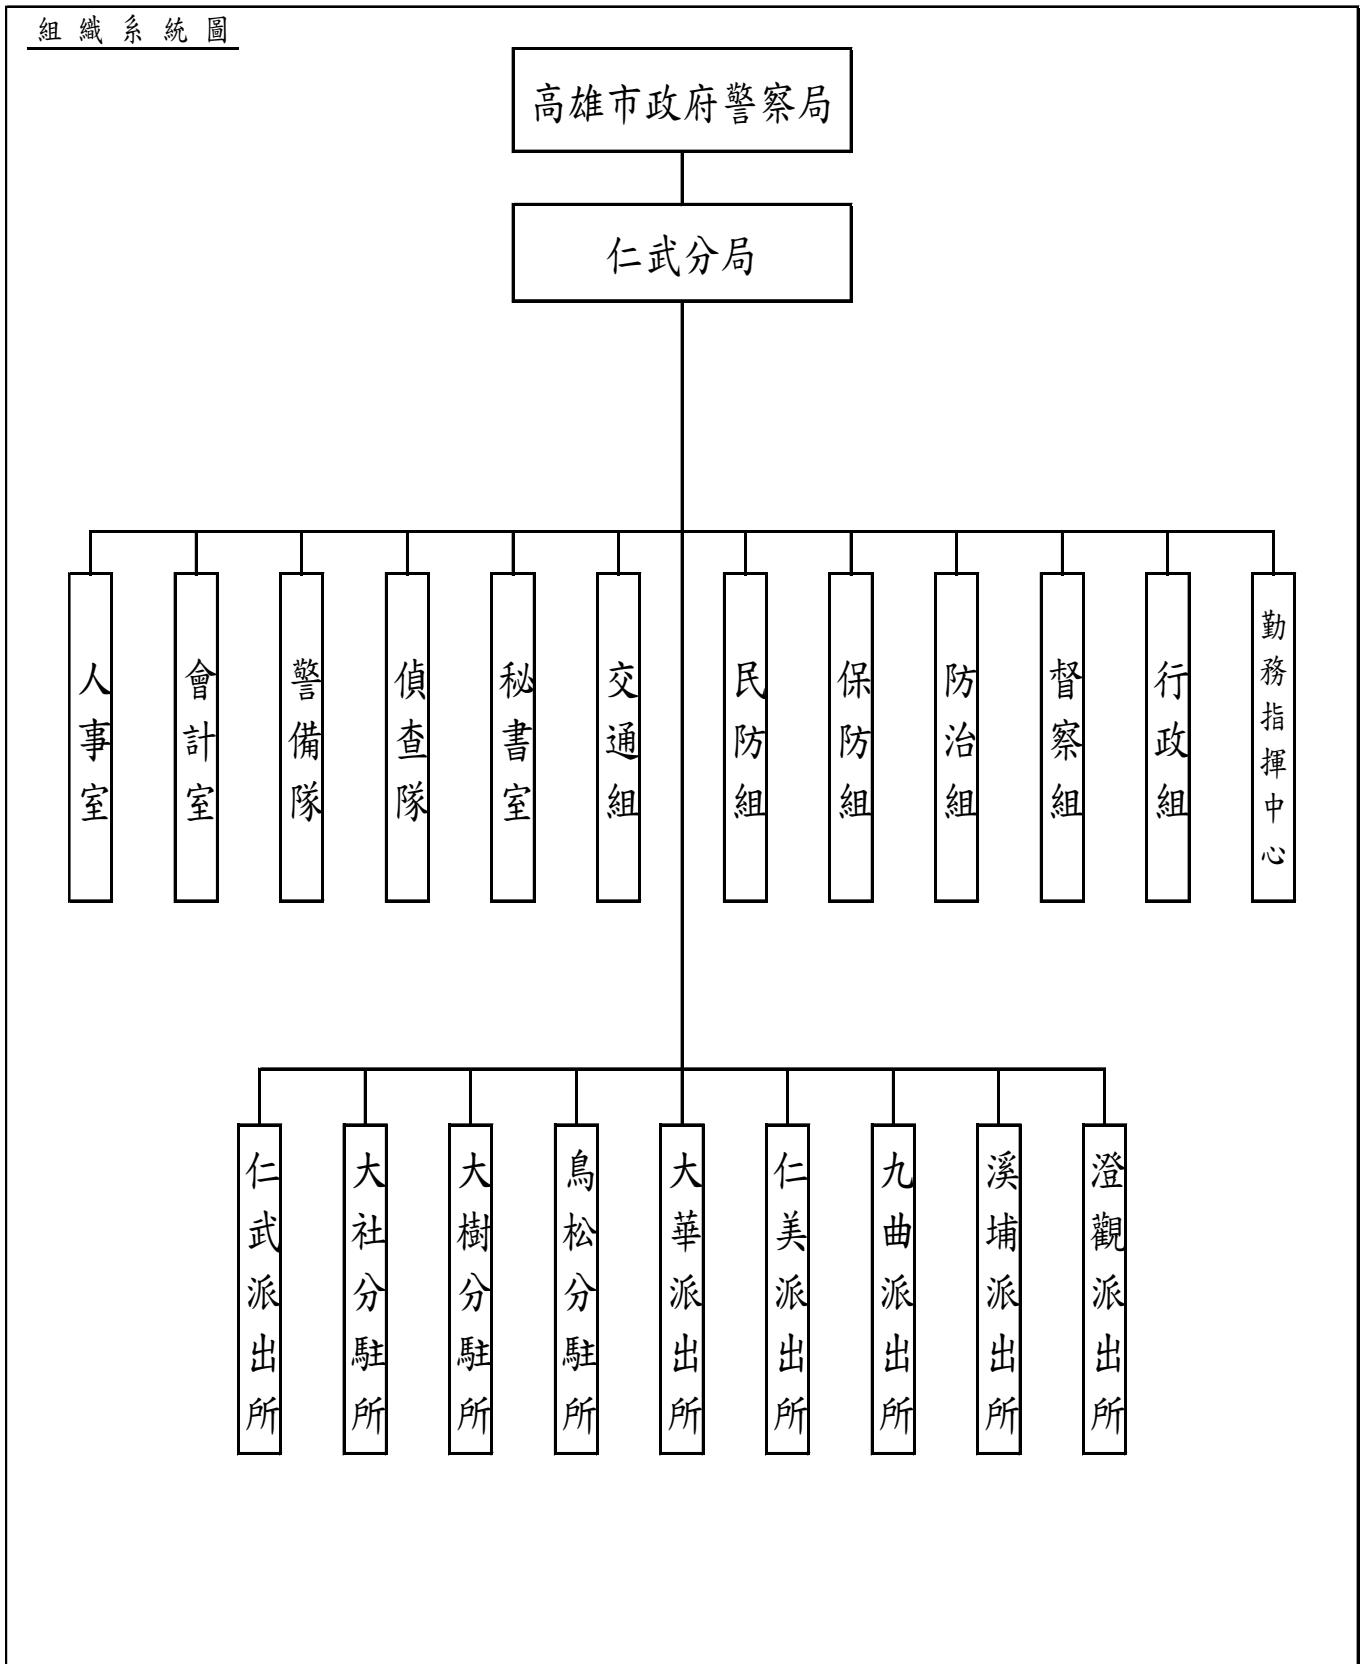 組織系統圖
高雄市政府警察局
仁武分局
人事室
會計室
警備隊
偵查隊
秘書室
交通組
民防組
保防組
防治組
督察組
行政組
勤務指揮中心
仁武派出所
大社分駐所
大樹分駐所
鳥松分駐所
大華派出所
仁美派出所
九曲派出所
溪埔派出所
澄觀派出所